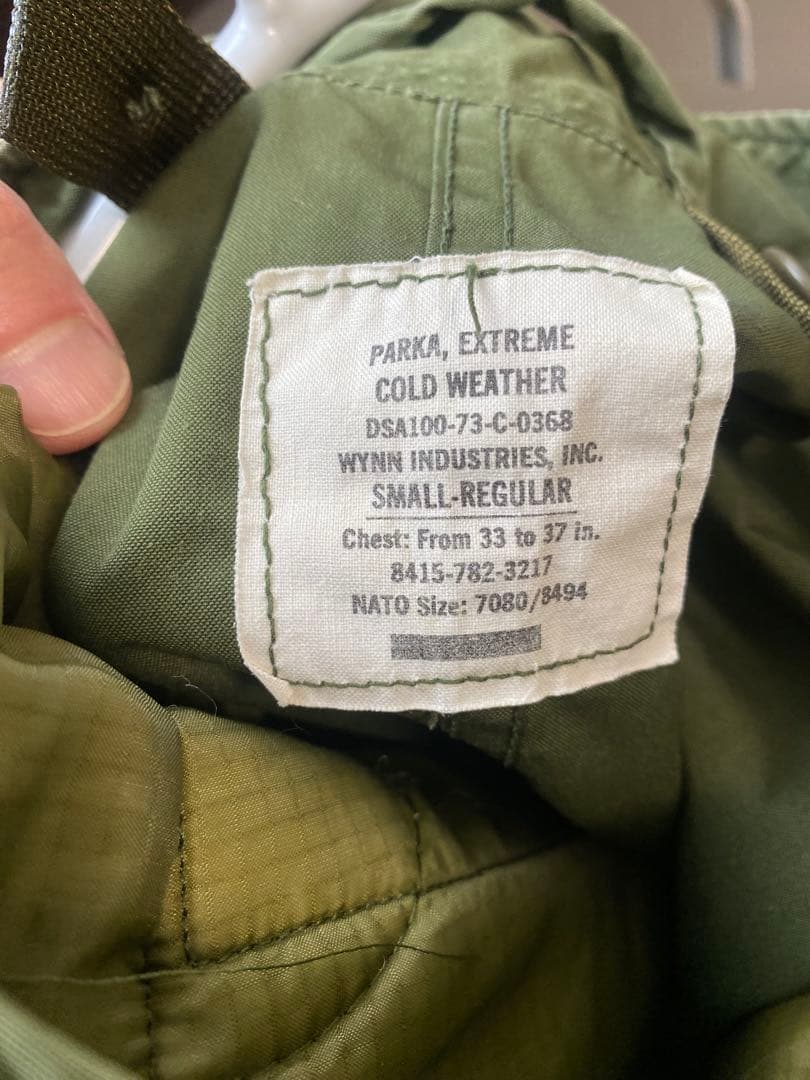 PARKA, EXTREME
COLD WEATHER
DSA100-73-C-0368
WYNN INDUSTRIES, INC.
SMALL-REGULAR
Chest: From 33 to 37 in.
8415-782-3217
NATO Size: 7080/8494